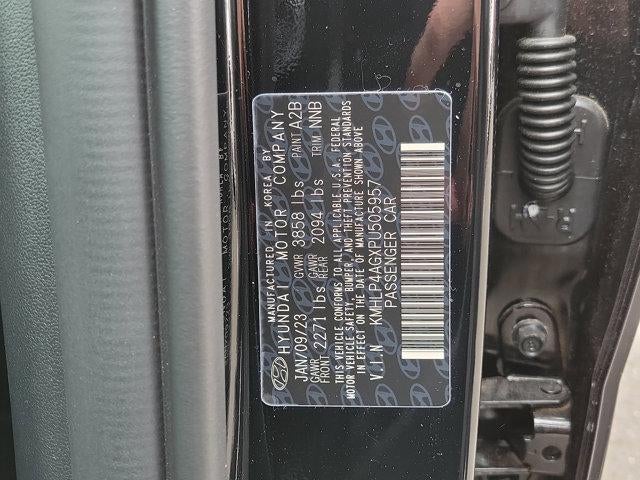 MANUFACTURED IN KOREA BY
HYUNDAI MOTOR COMPANY
JAN/09/23 GVWR 3858 lbs PAINT A2B
GAWR FRONT 2271 lbs GAWR REAR 2094 lbs TRIM NNB
THIS VEHICLE CONFORMS TO ALL APPLICABLE U.S.A. FEDERAL
MOTOR VEHICLE SAFETY, BUMPER, AND THEFT PREVENTION STANDARDS
IN EFFECT ON THE DATE OF MANUFACTURE SHOWN ABOVE
V.I.N KMHLP4AGXPU505957
PASSENGER CAR